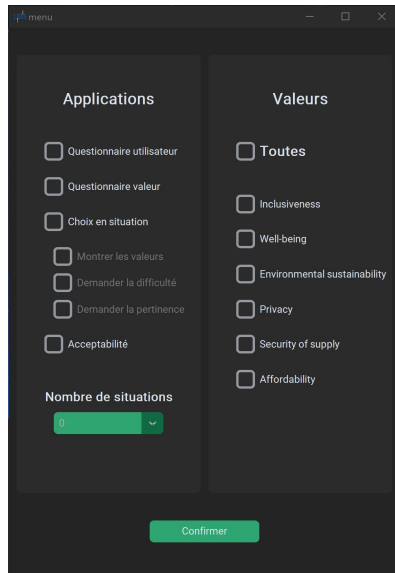 menu
Applications
Questionnaire utilisateur
Questionnaire valeur
Choix en situation
Montrer les valeurs
Demander la difficulté
Demander la pertinence
Acceptabilité
Nombre de situations
0
Valeurs
Toutes
Inclusiveness
Well-being
Environmental sustainability
Privacy
Security of supply
Affordability
Confirmer